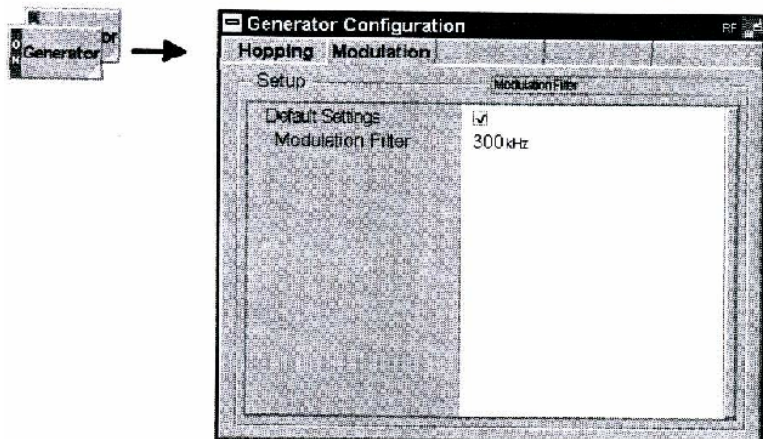 Generator
Generator Configuration
RF
Hopping Modulation
Setup
Modulation Filter
Default Settings
Modulation Filter 300 kHz